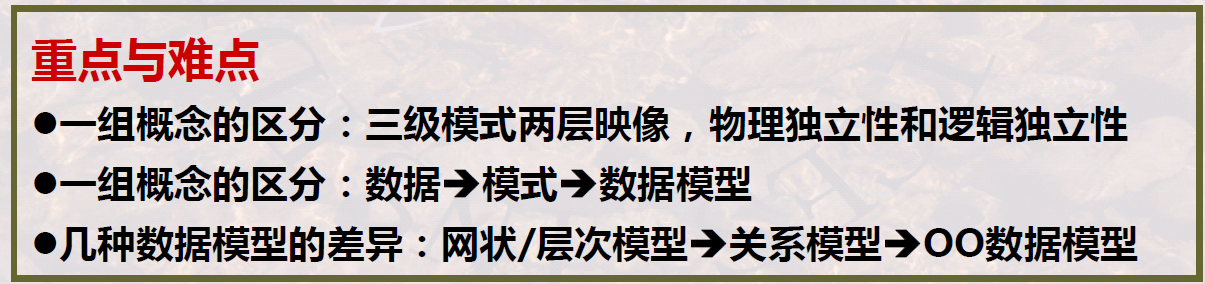 重点与难点
●一组概念的区分：三级模式两层映像，物理独立性和逻辑独立性
●一组概念的区分：数据→模式→数据模型
●几种数据模型的差异：网状/层次模型→关系模型→OO数据模型